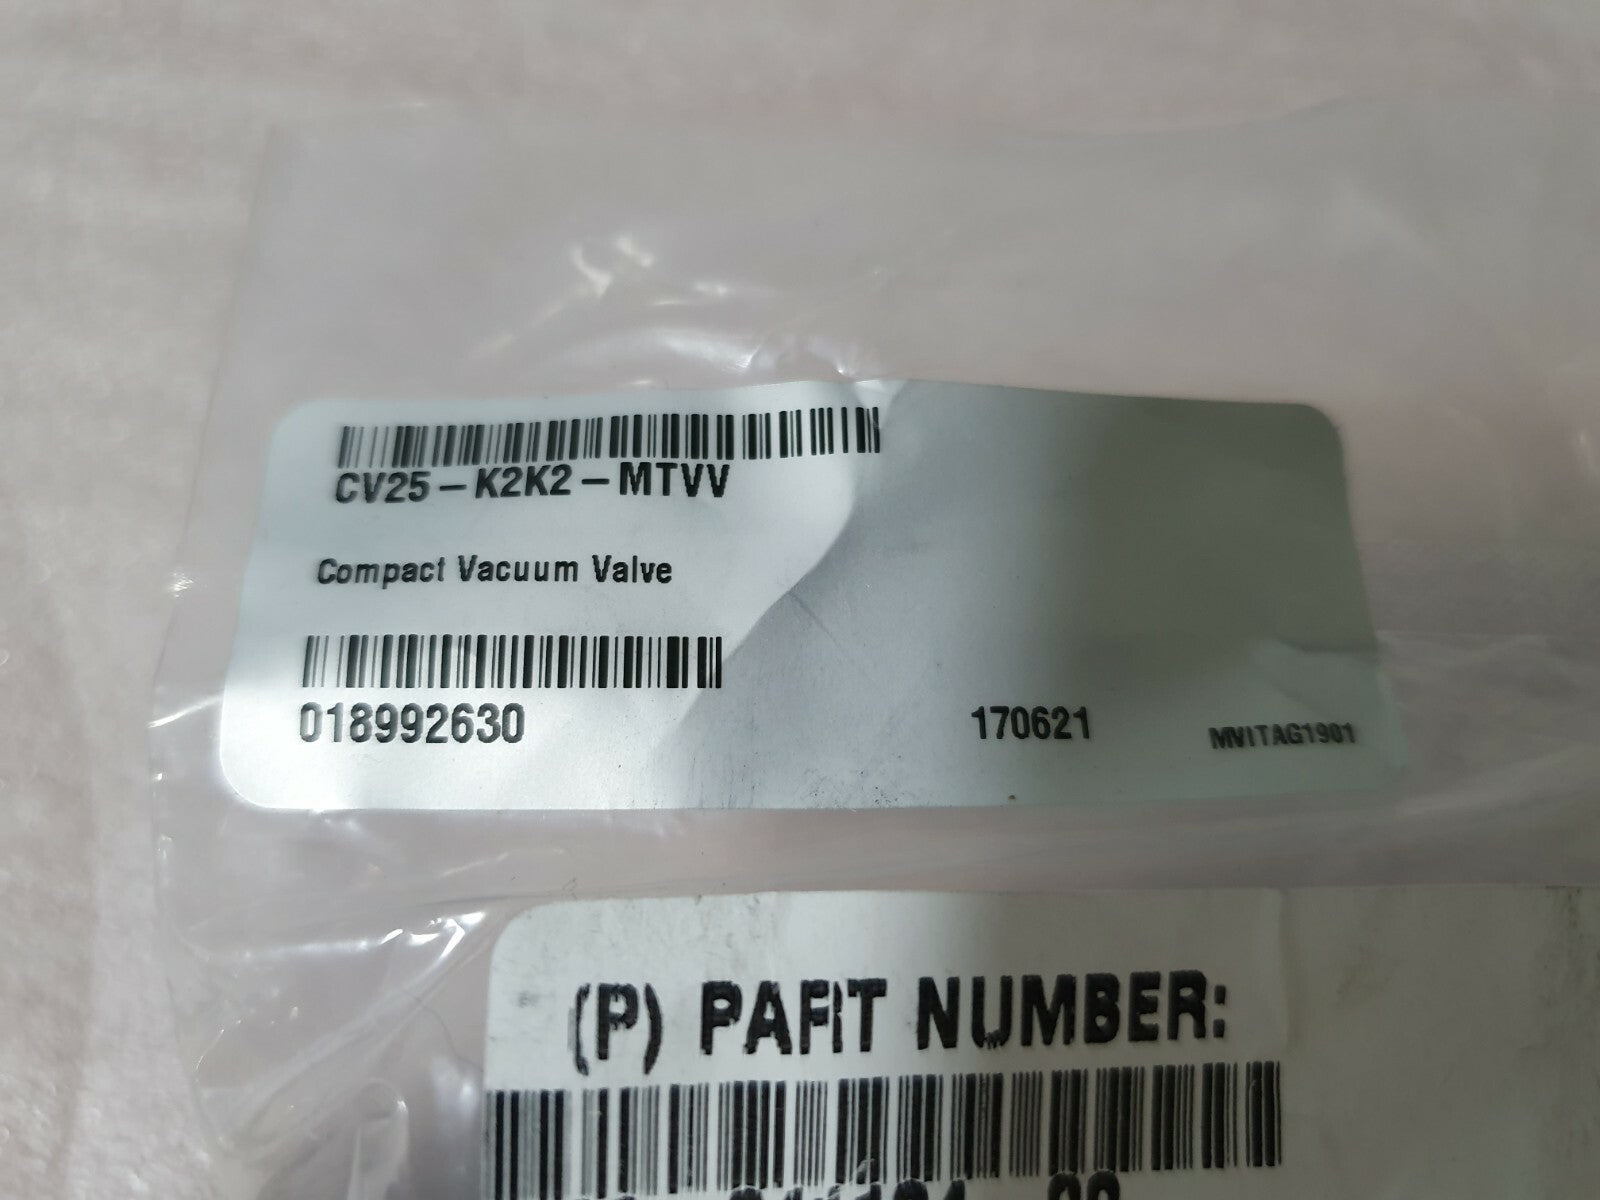 CV25-K2K2-MTVV
Compact Vacuum Valve
018992630 170621 MVITAG1901
(P) PART NUMBER: